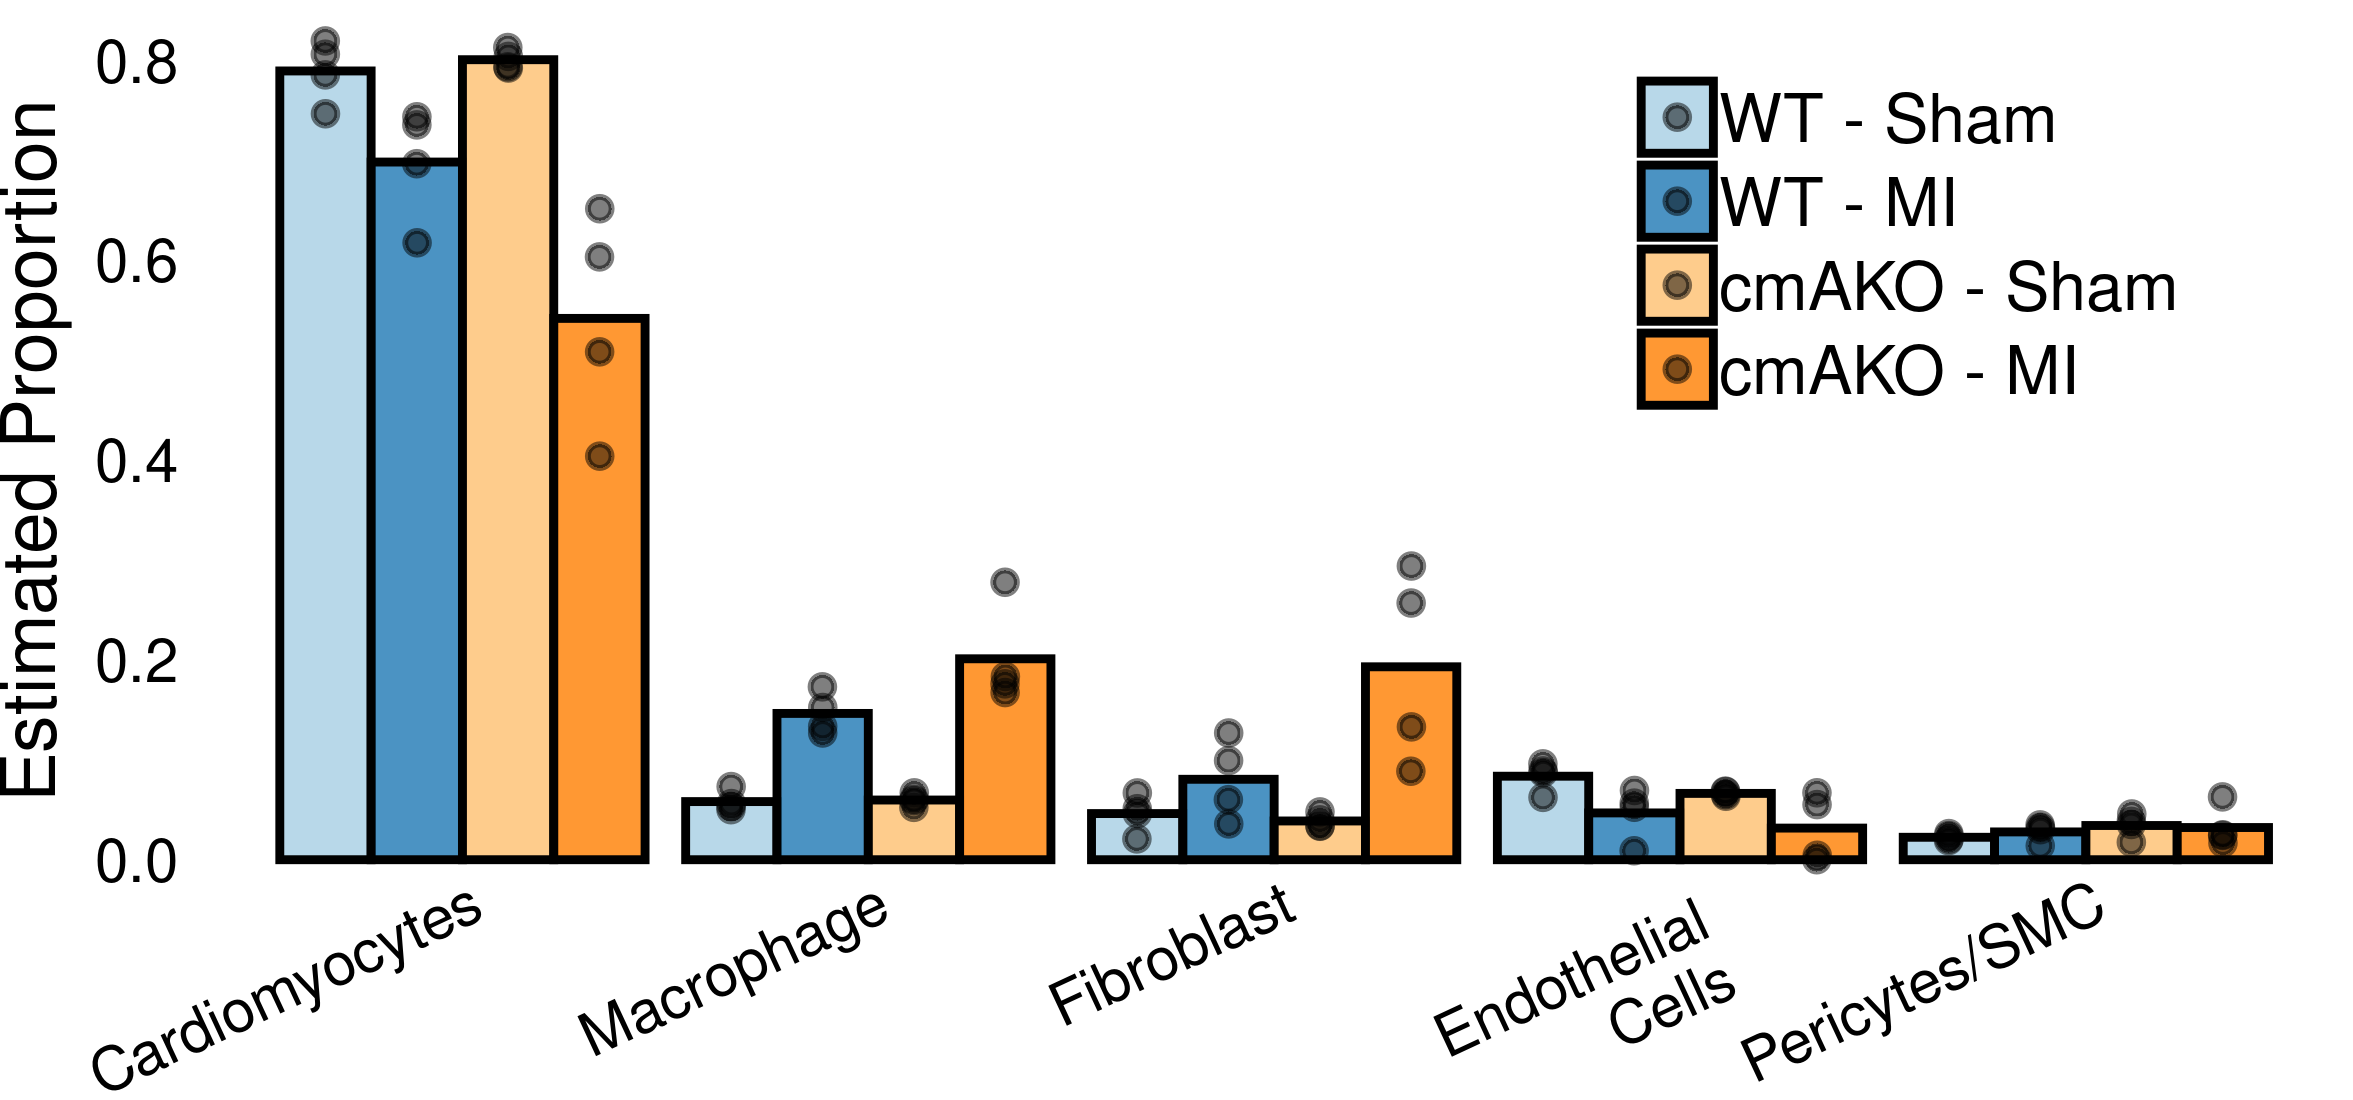 Estimated Proportion
0.8
0.6
0.4
0.2
0.0
WT - Sham
WT - MI
cmAKO - Sham
cmAKO - MI
Cardiomyocytes
Macrophage
Fibroblast
Endothelial
Cells
Pericytes/SMC